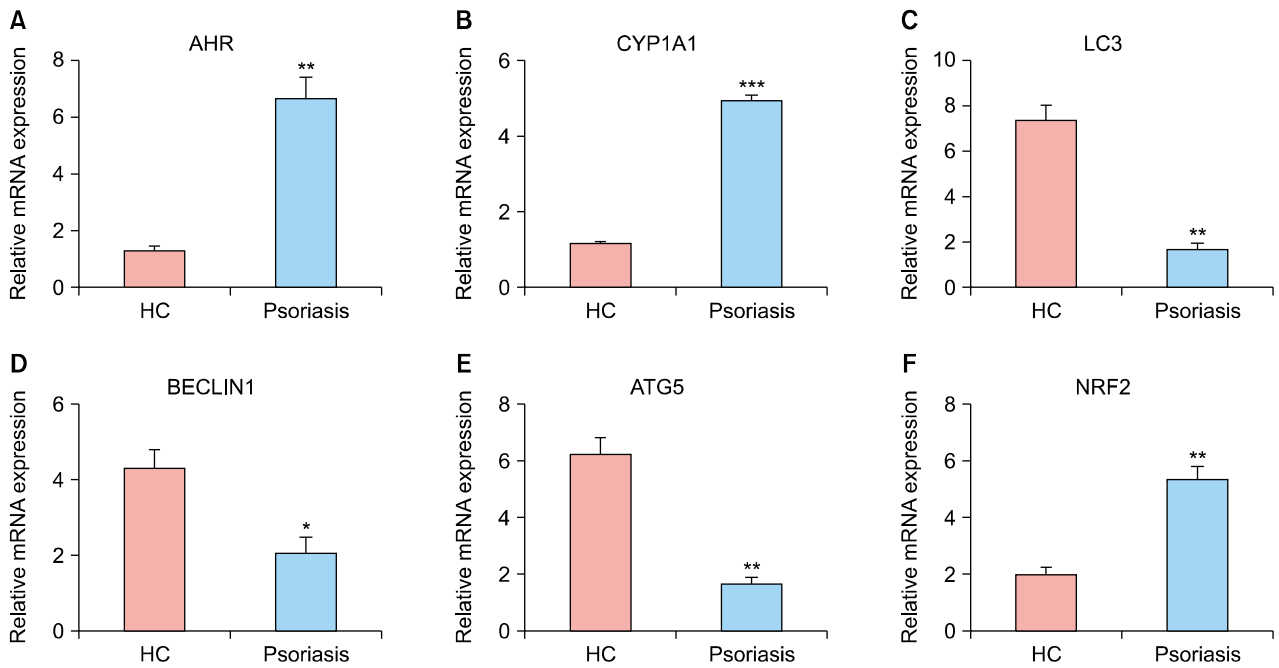 A
AHR
Relative mRNA expression
8
6
4
2
0
**
HC
Psoriasis
B
CYP1A1
Relative mRNA expression
6
4
2
0
***
HC
Psoriasis
C
LC3
Relative mRNA expression
10
8
6
4
2
0
**
HC
Psoriasis
D
BECLIN1
Relative mRNA expression
6
4
2
0
*
HC
Psoriasis
E
ATG5
Relative mRNA expression
8
6
4
2
0
**
HC
Psoriasis
F
NRF2
Relative mRNA expression
8
6
4
2
0
**
HC
Psoriasis